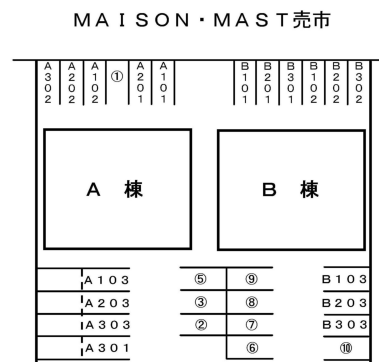 MAISON・MAST売市
A302 A202 A102 ① A201 A101 B101 B201 B301 B102 B202 B302
A 棟 B 棟
A103 ⑤ ⑨ B103
A203 ③ ⑧ B203
A303 ② ⑦ B303
A301 ⑥ ⑩